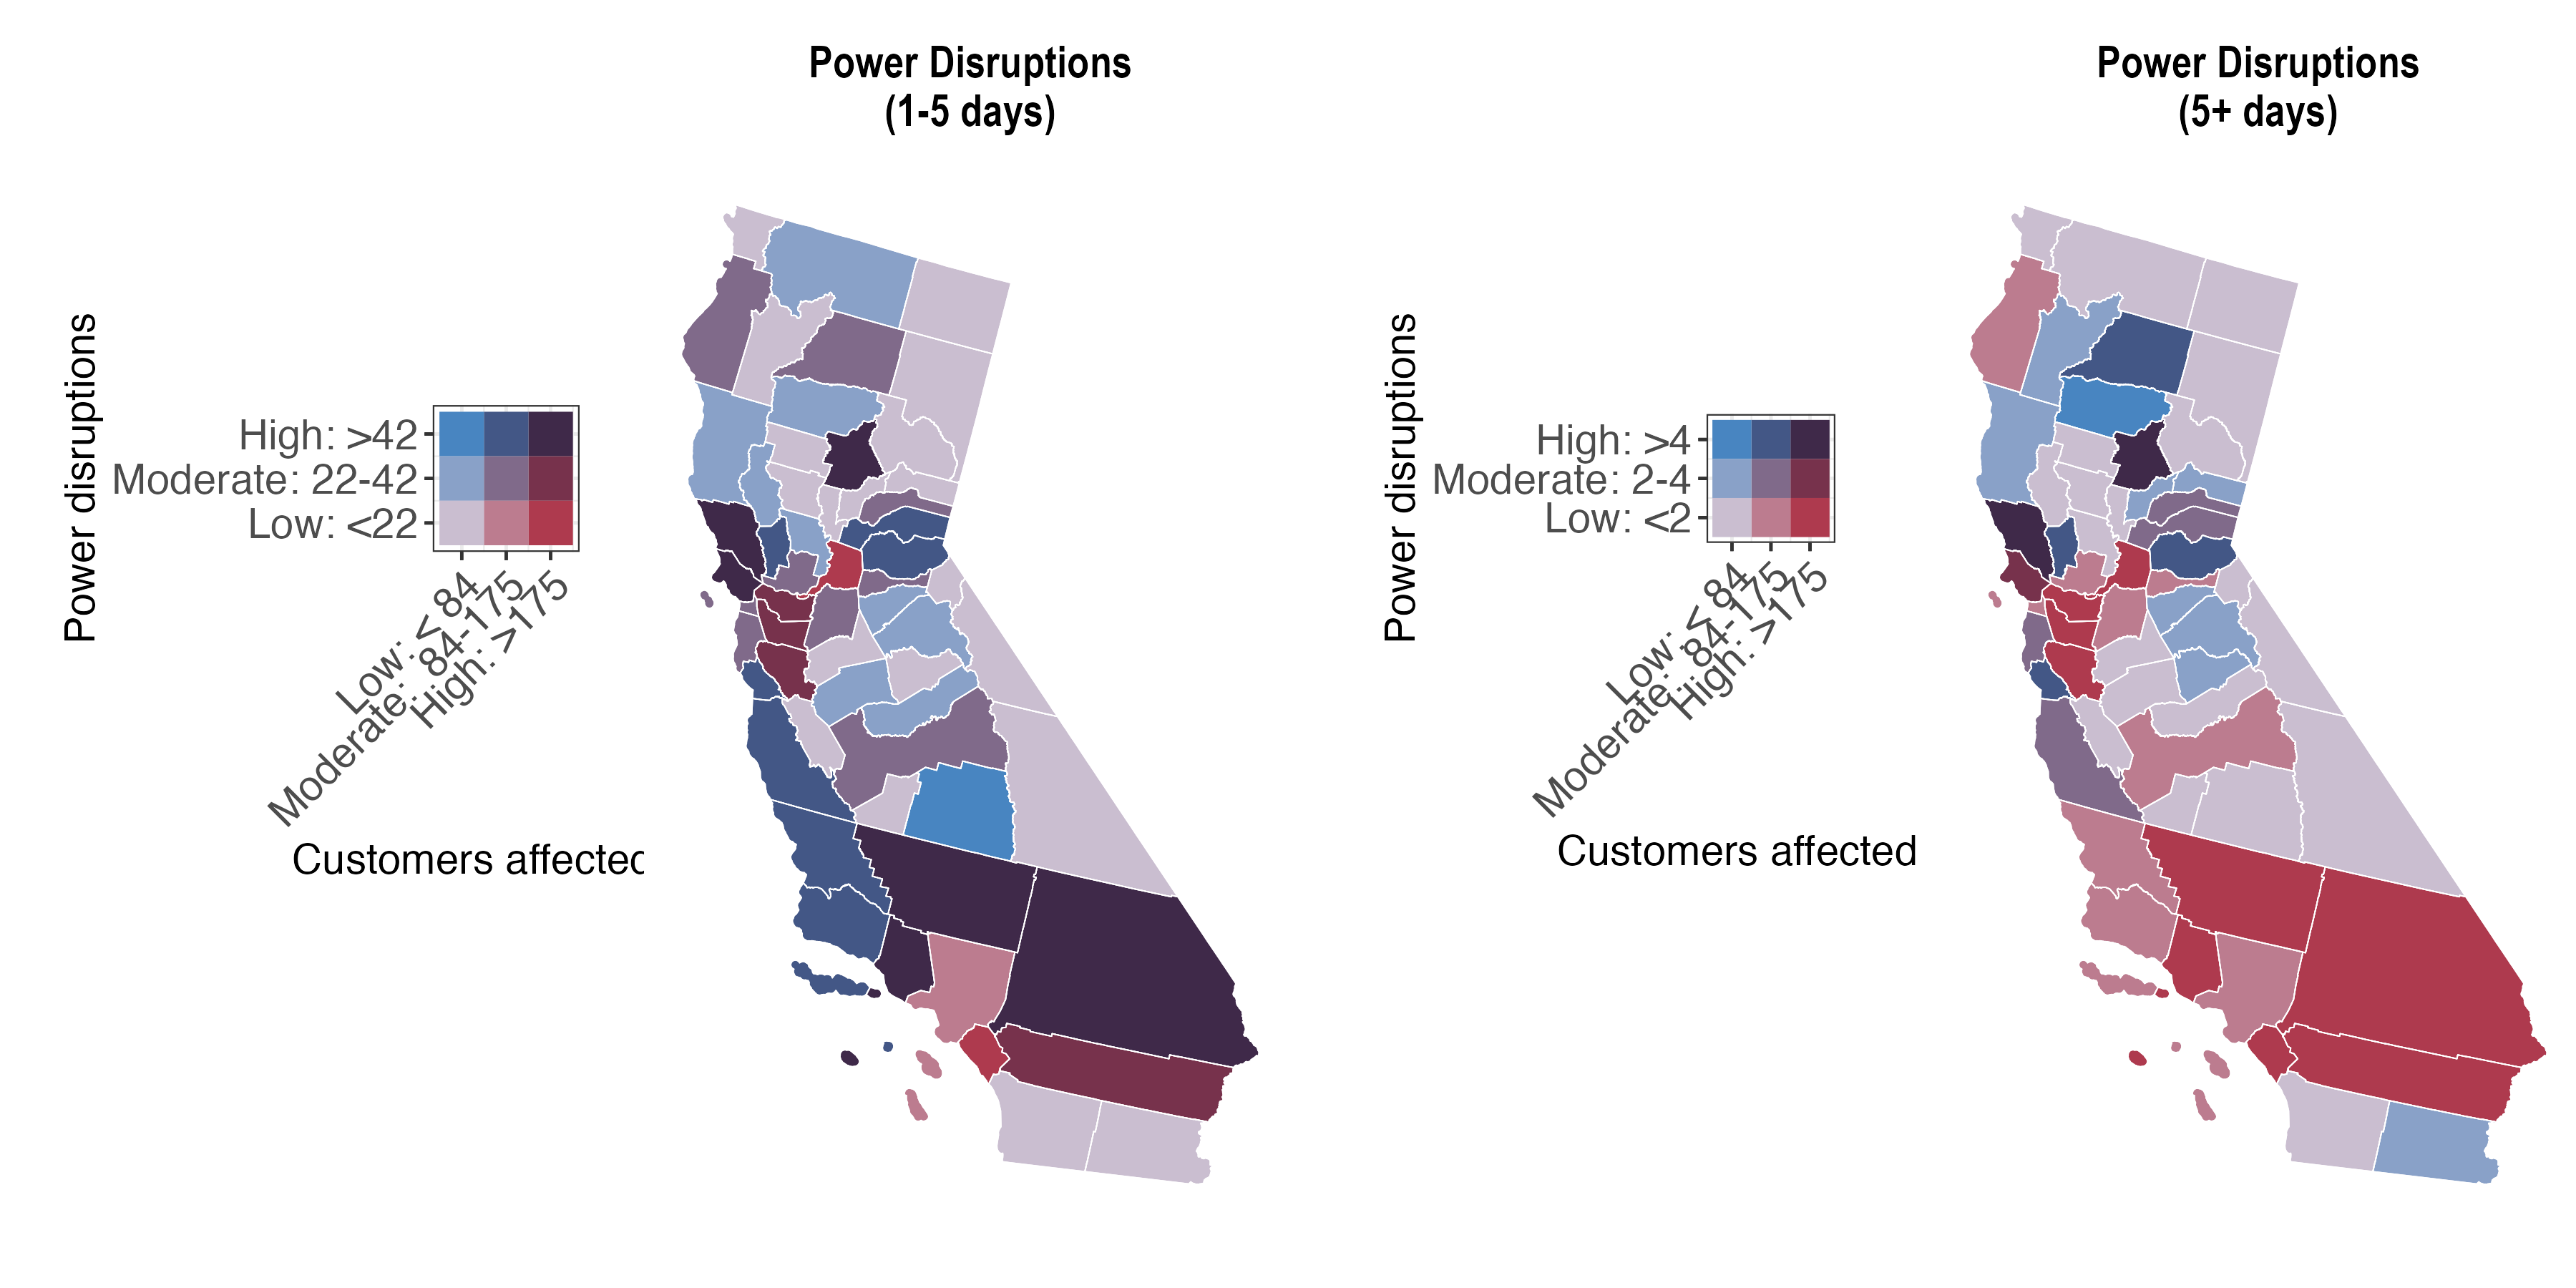 Power Disruptions
(1-5 days)
Power disruptions
High: >42
Moderate: 22-42
Low: <22
Low: < 84
Moderate: 84-175
High: >175
Customers affected
Power Disruptions
(5+ days)
Power disruptions
High: >4
Moderate: 2-4
Low: <2
Low: < 84
Moderate: 84-175
High: >175
Customers affected